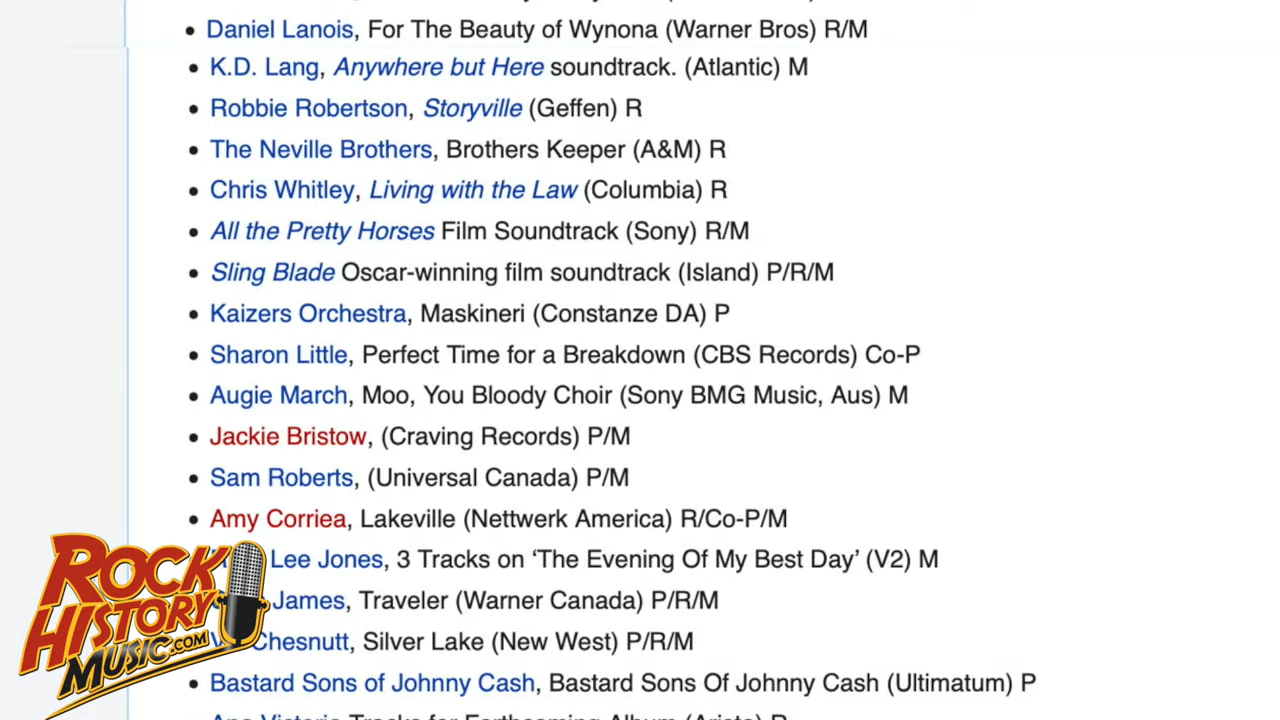 Daniel Lanois, For The Beauty of Wynona (Warner Bros) R/M
K.D. Lang, Anywhere but Here soundtrack. (Atlantic) M
Robbie Robertson, Storyville (Geffen) R
The Neville Brothers, Brothers Keeper (A&M) R
Chris Whitley, Living with the Law (Columbia) R
All the Pretty Horses Film Soundtrack (Sony) R/M
Sling Blade Oscar-winning film soundtrack (Island) P/R/M
Kaizers Orchestra, Maskineri (Constanze DA) P
Sharon Little, Perfect Time for a Breakdown (CBS Records) Co-P
Augie March, Moo, You Bloody Choir (Sony BMG Music, Aus) M
Jackie Bristow, (Craving Records) P/M
Sam Roberts, (Universal Canada) P/M
Amy Corriea, Lakeville (Nettwerk America) R/Co-P/M
Lee Jones, 3 Tracks on ‘The Evening Of My Best Day’ (V2) M
James, Traveler (Warner Canada) P/R/M
Chesnutt, Silver Lake (New West) P/R/M
Bastard Sons of Johnny Cash, Bastard Sons Of Johnny Cash (Ultimatum) P
ROCK
HISTORY
MUSIC.COM